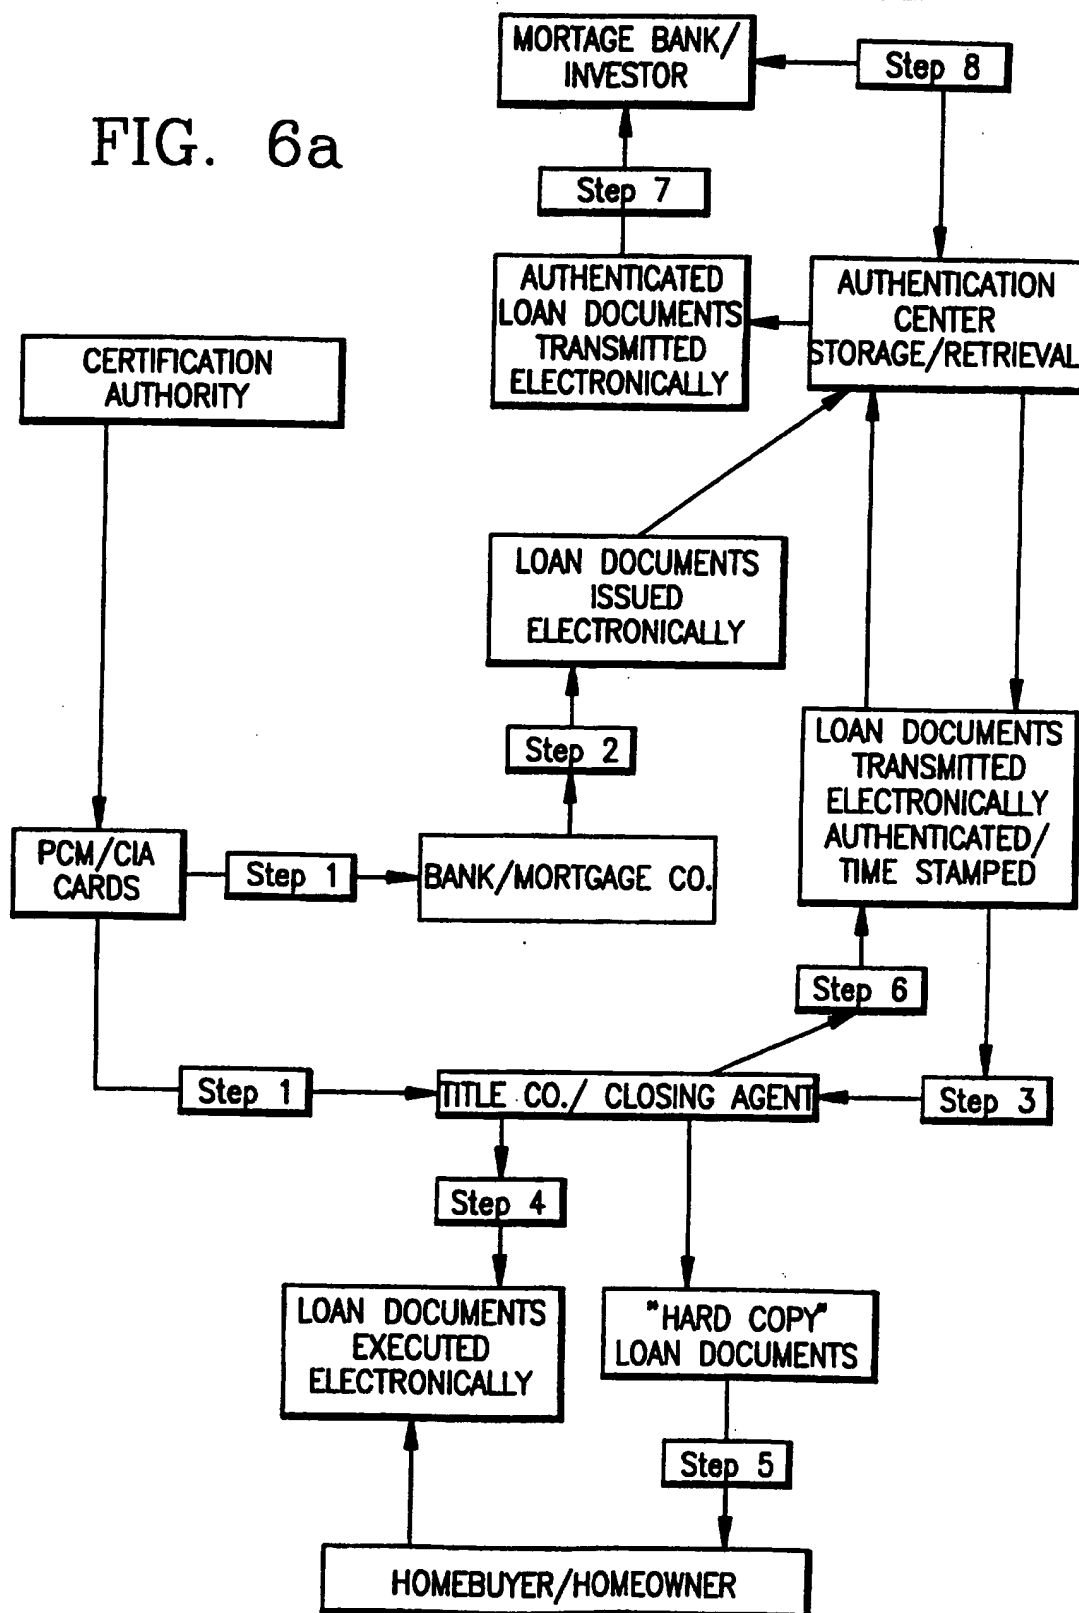 FIG. 6a
MORTAGE BANK/
INVESTOR
Step 8
Step 7
AUTHENTICATED
LOAN DOCUMENTS
TRANSMITTED
ELECTRONICALLY
AUTHENTICATION
CENTER
STORAGE/RETRIEVAL
CERTIFICATION
AUTHORITY
LOAN DOCUMENTS
ISSUED
ELECTRONICALLY
Step 2
LOAN DOCUMENTS
TRANSMITTED
ELECTRONICALLY
AUTHENTICATED/
TIME STAMPED
PCM/CIA
CARDS
Step 1
BANK/MORTGAGE CO.
Step 6
Step 1
TITLE CO./ CLOSING AGENT
Step 3
Step 4
LOAN DOCUMENTS
EXECUTED
ELECTRONICALLY
"HARD COPY"
LOAN DOCUMENTS
Step 5
HOMEBUYER/HOMEOWNER